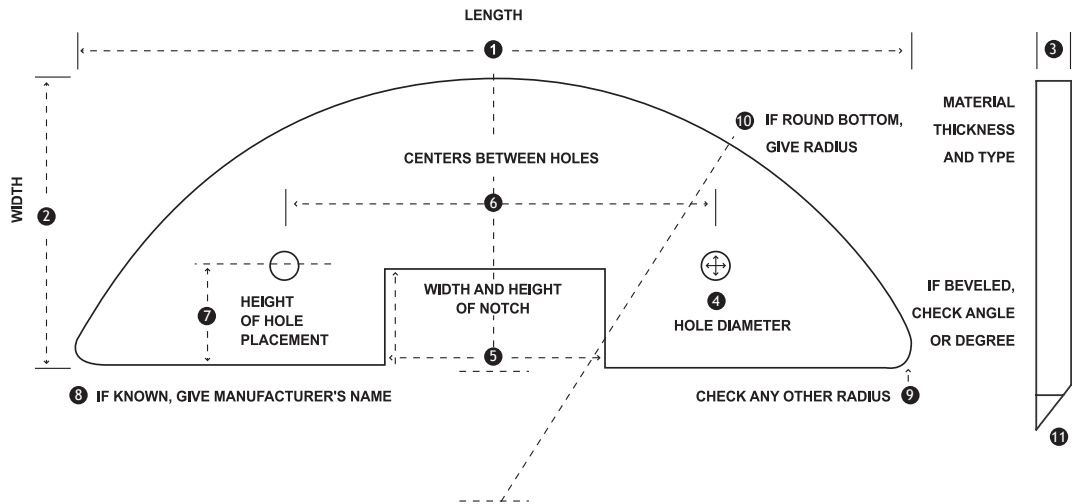 LENGTH
1
3
10 IF ROUND BOTTOM,
GIVE RADIUS
MATERIAL
THICKNESS
AND TYPE
CENTERS BETWEEN HOLES
WIDTH
2
6
7
HEIGHT
OF HOLE
PLACEMENT
WIDTH AND HEIGHT
OF NOTCH
5
4
HOLE DIAMETER
IF BEVELED,
CHECK ANGLE
OR DEGREE
8 IF KNOWN, GIVE MANUFACTURER'S NAME
CHECK ANY OTHER RADIUS 9
11